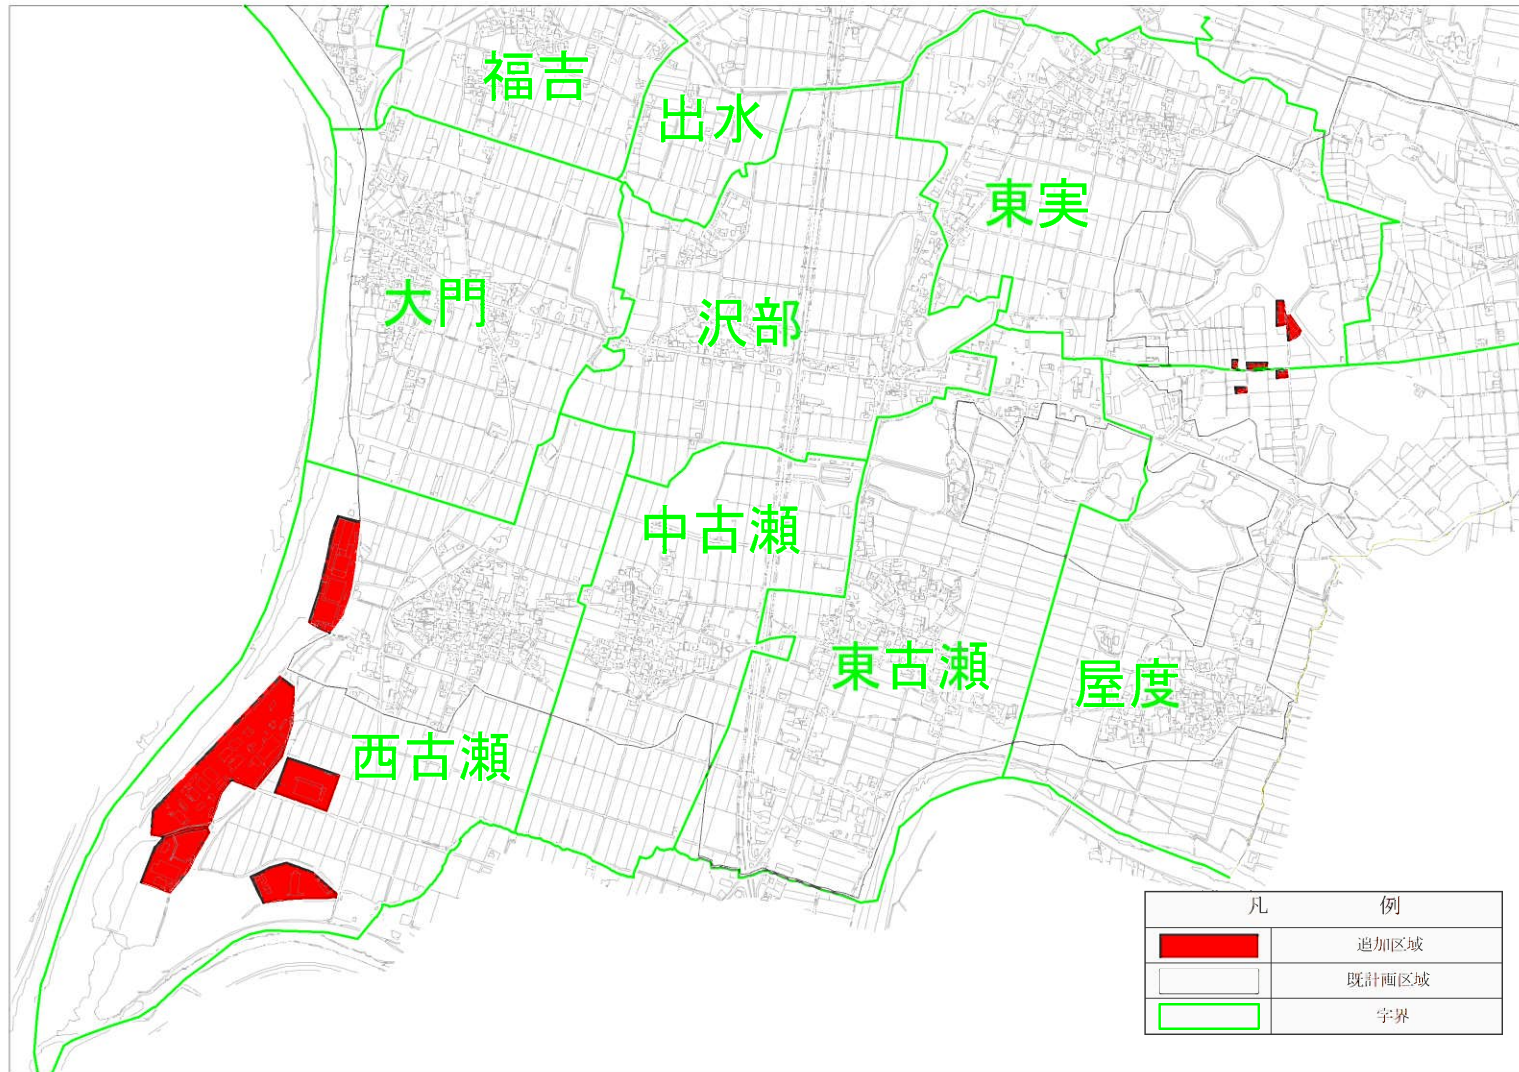 福吉
出水
東実
大門
沢部
中古瀬
東古瀬
屋度
西古瀬
凡 例
追加区域
既計画区域
字界